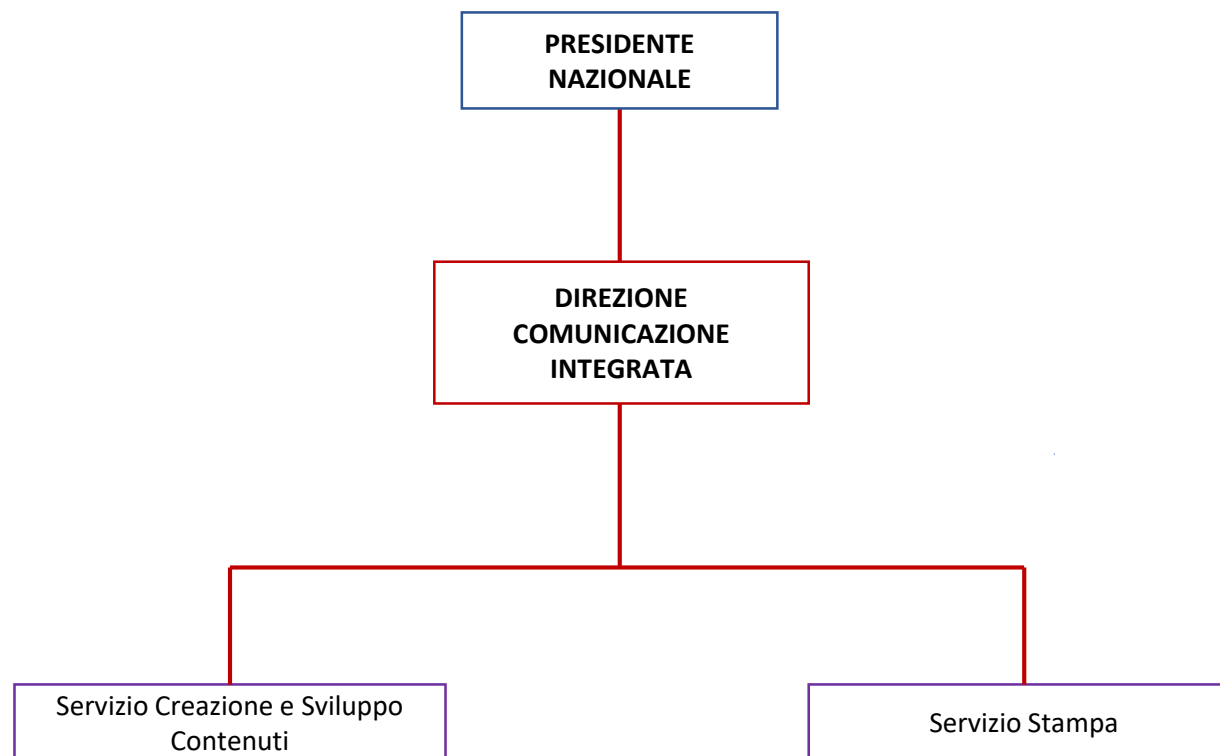 PRESIDENTE
NAZIONALE
DIREZIONE
COMUNICAZIONE
INTEGRATA
Servizio Creazione e Sviluppo
Contenuti
Servizio Stampa